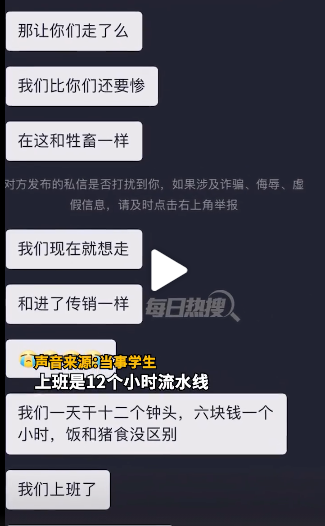 那让你们走了么
我们比你们还要惨
在这和牲畜一样
对方发布的私信是否打扰到你，如果涉及诈骗、侮辱、虚
假信息，请及时点击右上角举报
我们现在就想走
和进了传销一样
每日热搜
声音来源:当事学生
上班是12个小时流水线
我们一天干十二个钟头，六块钱一个
小时，饭和猪食没区别
我们上班了